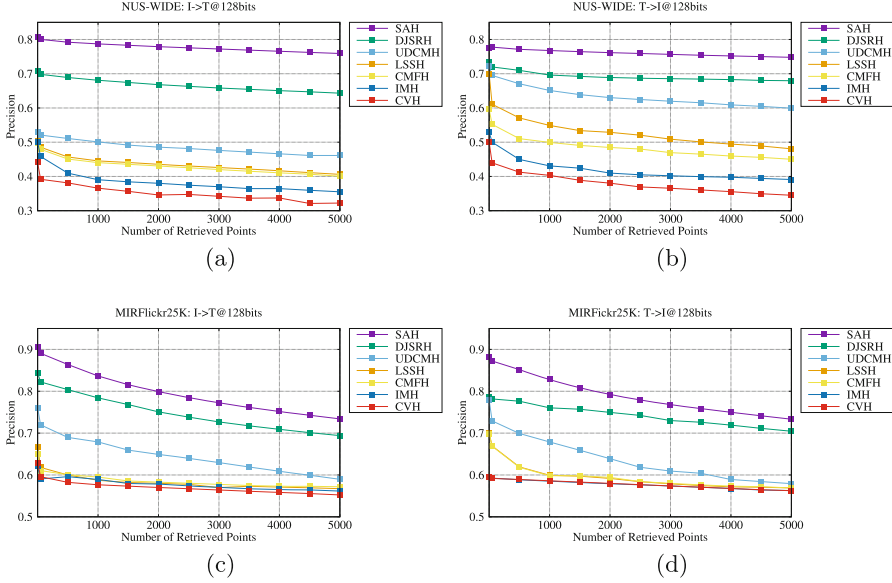 NUS-WIDE: I->T@128bits
0.8
0.7
0.6
0.5
0.4
0.3
Precision
1000 2000 3000 4000 5000
Number of Retrieved Points
SAH
DJSRH
UDCMH
LSSH
CMFH
IMH
CVH
(a)
NUS-WIDE: T->I@128bits
0.8
0.7
0.6
0.5
0.4
0.3
Precision
1000 2000 3000 4000 5000
Number of Retrieved Points
SAH
DJSRH
UDCMH
LSSH
CMFH
IMH
CVH
(b)
MIRFlickr25K: I->T@128bits
0.9
0.8
0.7
0.6
0.5
Precision
1000 2000 3000 4000 5000
Number of Retrieved Points
SAH
DJSRH
UDCMH
LSSH
CMFH
IMH
CVH
(c)
MIRFickr25K: T->I@128bits
0.9
0.8
0.7
0.6
0.5
Precision
1000 2000 3000 4000 5000
Number of Retrieved Points
SAH
DJSRH
UDCMH
LSSH
CMFH
IMH
CVH
(d)